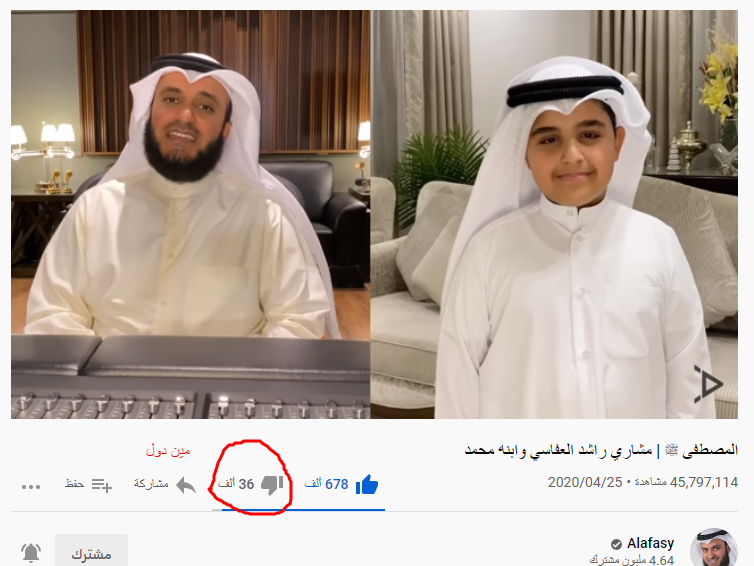 المصطفى ﷺ | مشاري راشد العفاسي وابنه محمد
مين دول
45,797,114 مشاهدة • 2020/04/25
678 ألف
36 ألف
مشاركة
حفظ
Alafasy
4.64 مليون مشترك
مشترك